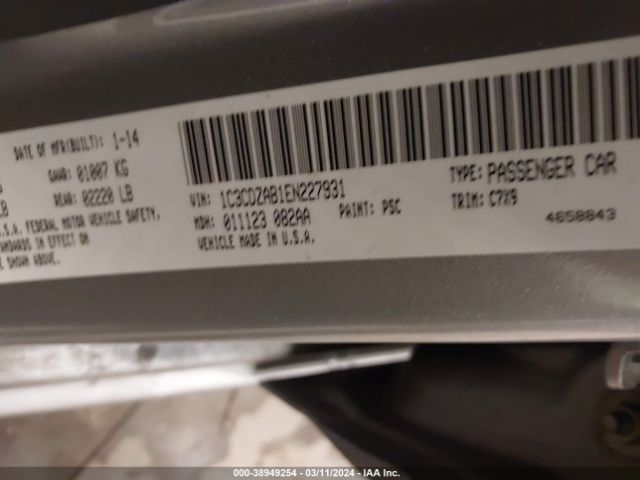 DATE OF MFR(BUILT): 1-14
GAWR: 01007 KG
REAR: 02220 LB
LB
S.A. FEDERAL MOTOR VEHICLE SAFETY,
STANDARDS IN EFFECT ON
E SHOWN ABOVE.
VIN: 1C3CDZAB1EN227931
MDH: 011123 082AA
PAINT: PSC
VEHICLE MADE IN U.S.A.
TYPE: PASSENGER CAR
TRIM: C7X9
4658843
000-38949254 - 03/11/2024 - IAA Inc.